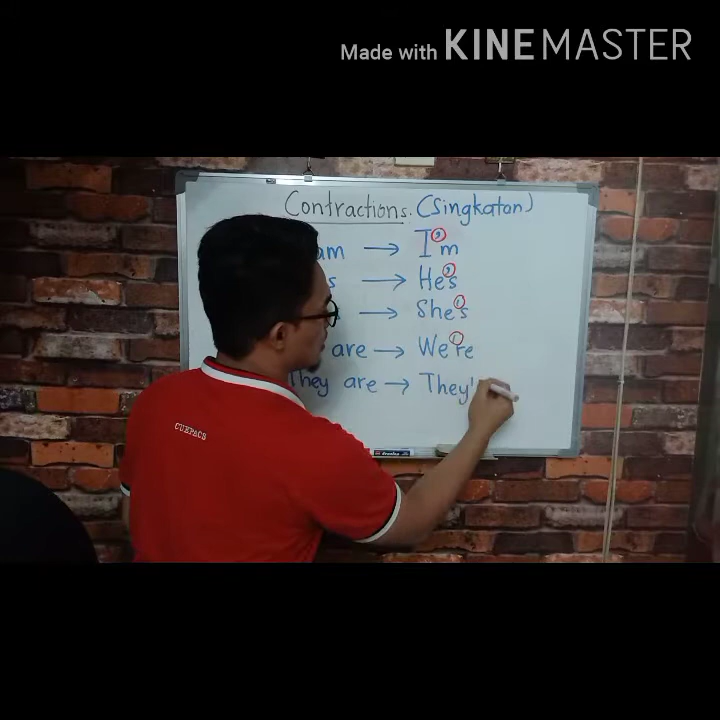 Made with KINEMASTER
Contractions. (Singkatan)
am → I'm
s → He's
→ She's
are → We're
They are → They'
CUEPACS